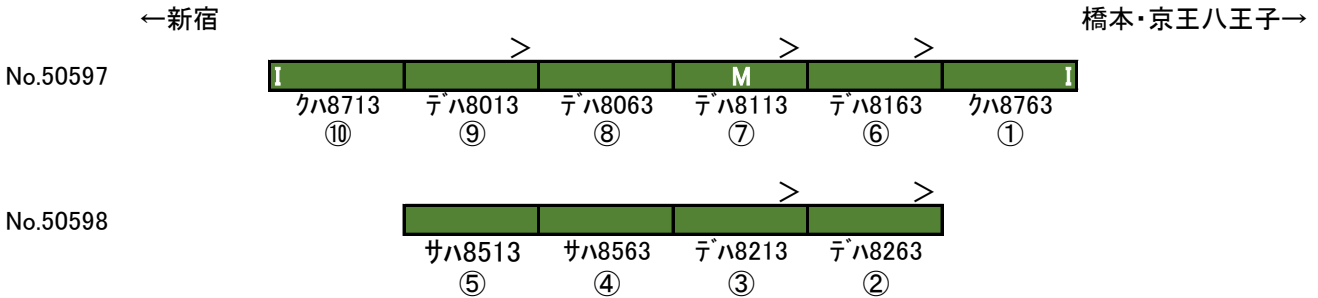 ←新宿
橋本・京王八王子→
> > >
No.50597
I M I
クハ8713 デハ8013 デハ8063 デハ8113 デハ8163 クハ8763
⑩ ⑨ ⑧ ⑦ ⑥ ①
> >
No.50598
サハ8513 サハ8563 デハ8213 デハ8263
⑤ ④ ③ ②